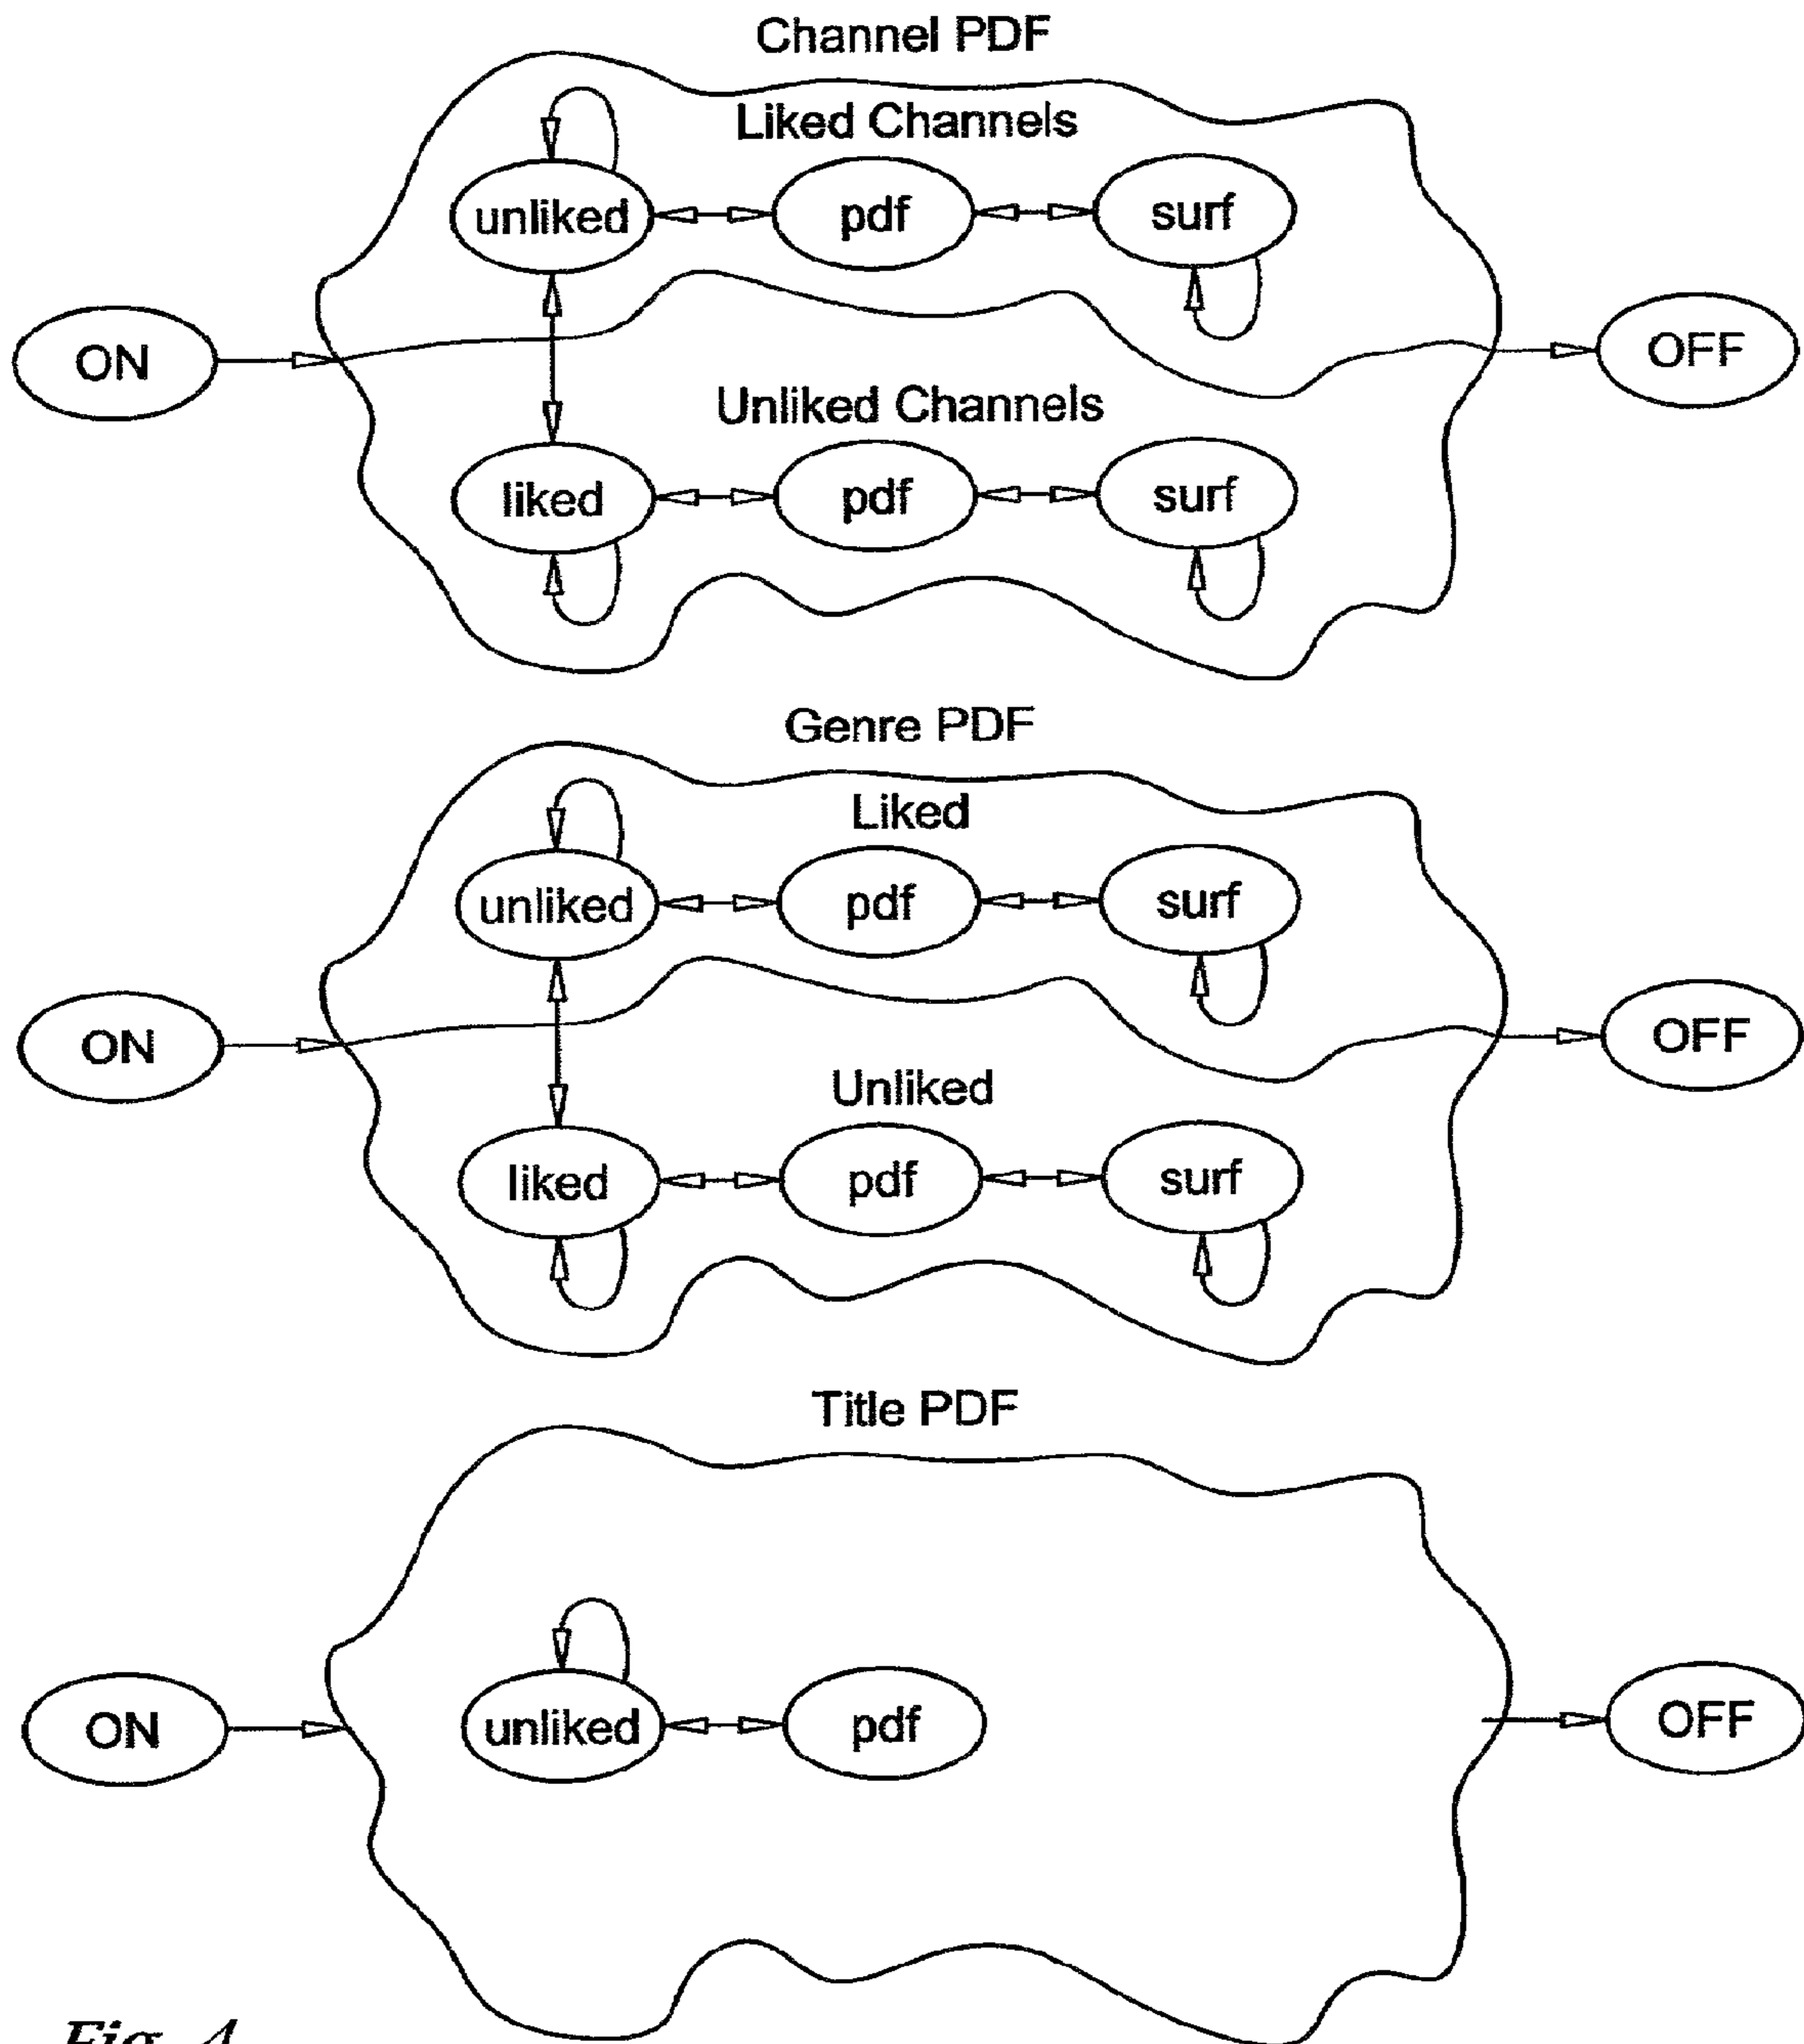 Channel PDF
Liked Channels
unliked pdf surf
ON OFF
Unliked Channels
liked pdf surf
Genre PDF
Liked
unliked pdf surf
ON OFF
Unliked
liked pdf surf
Title PDF
ON unliked pdf OFF
Fig. 4